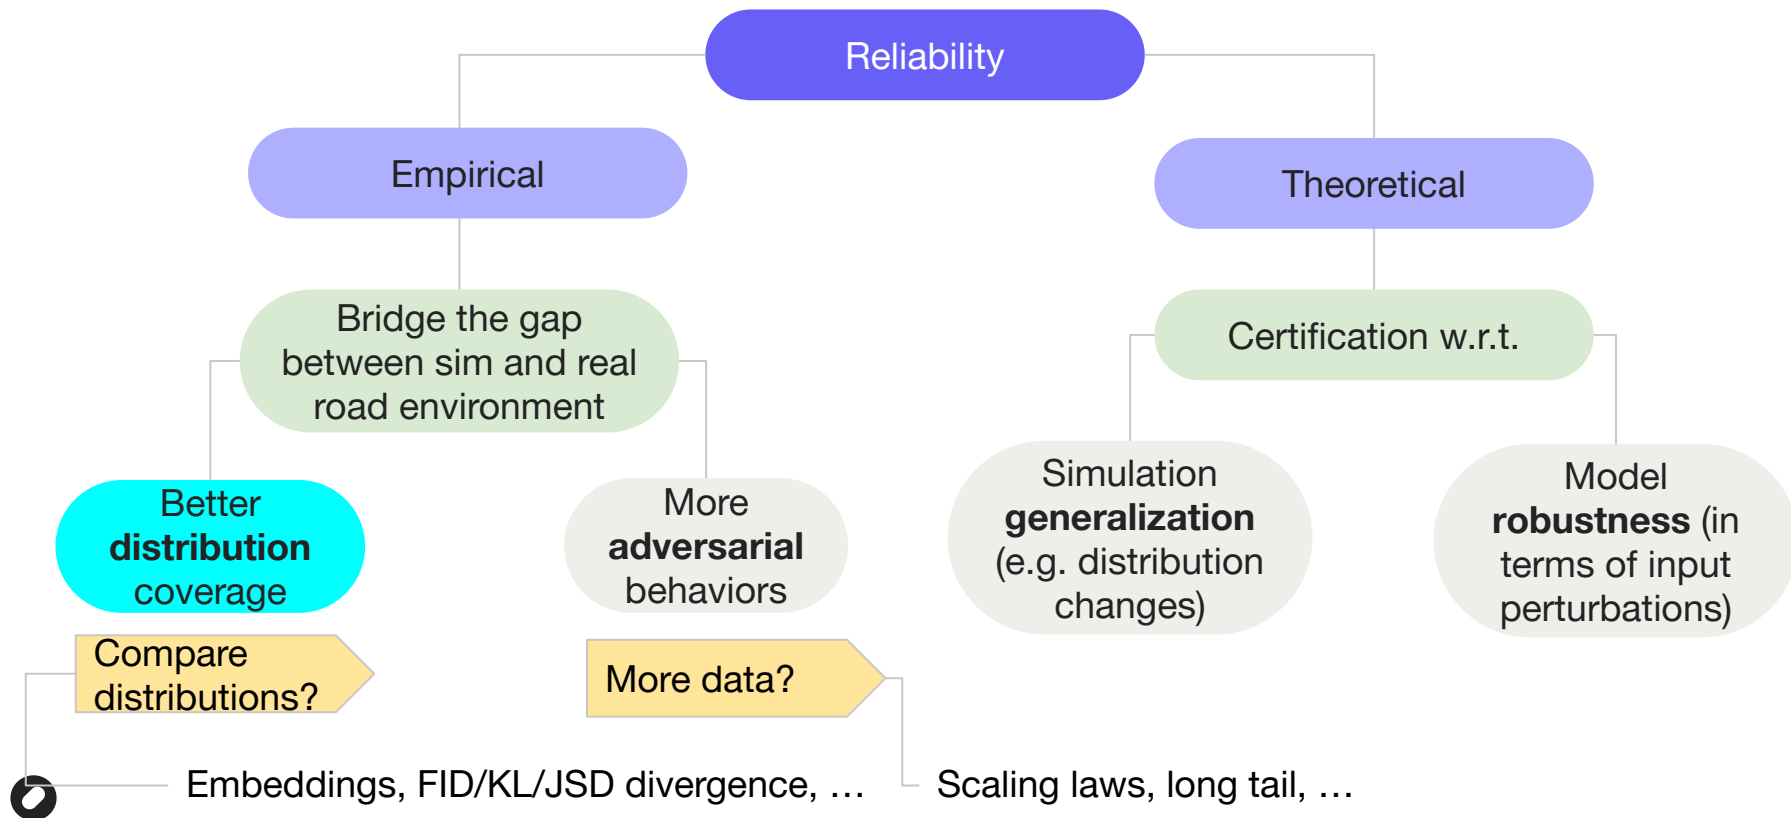 Reliability
Empirical
Theoretical
Bridge the gap
between sim and real
road environment
Certification w.r.t.
Better
distribution
coverage
More
adversarial
behaviors
Simulation
generalization
(e.g. distribution
changes)
Model
robustness (in
terms of input
perturbations)
Compare
distributions?
More data?
Embeddings, FID/KL/JSD divergence, …
Scaling laws, long tail, …